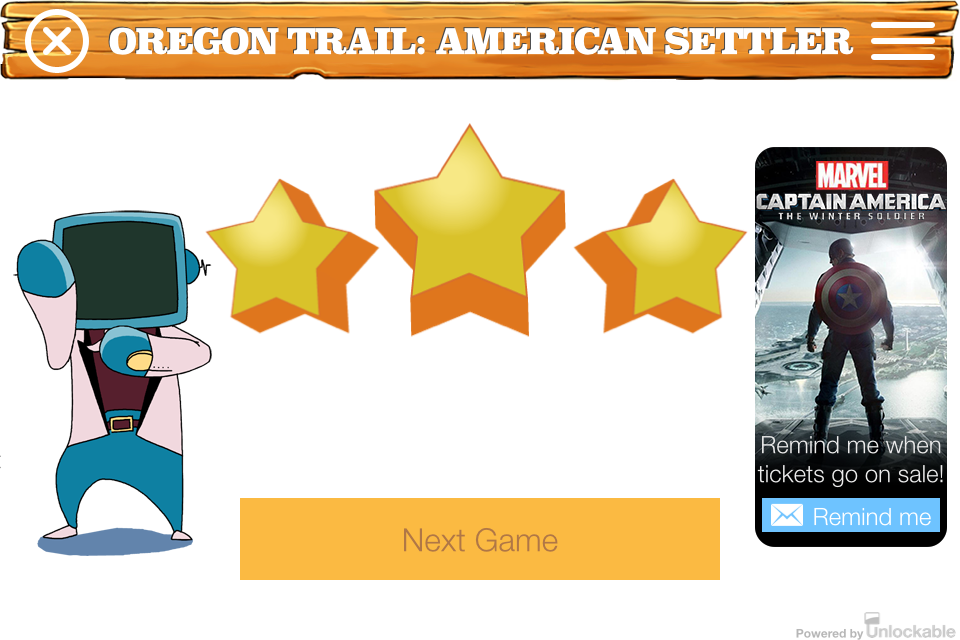 OREGON TRAIL: AMERICAN SETTLER
MARVEL
CAPTAIN AMERICA
THE WINTER SOLDIER
Remind me when
tickets go on sale!
Remind me
Next Game
Powered by Unlockable